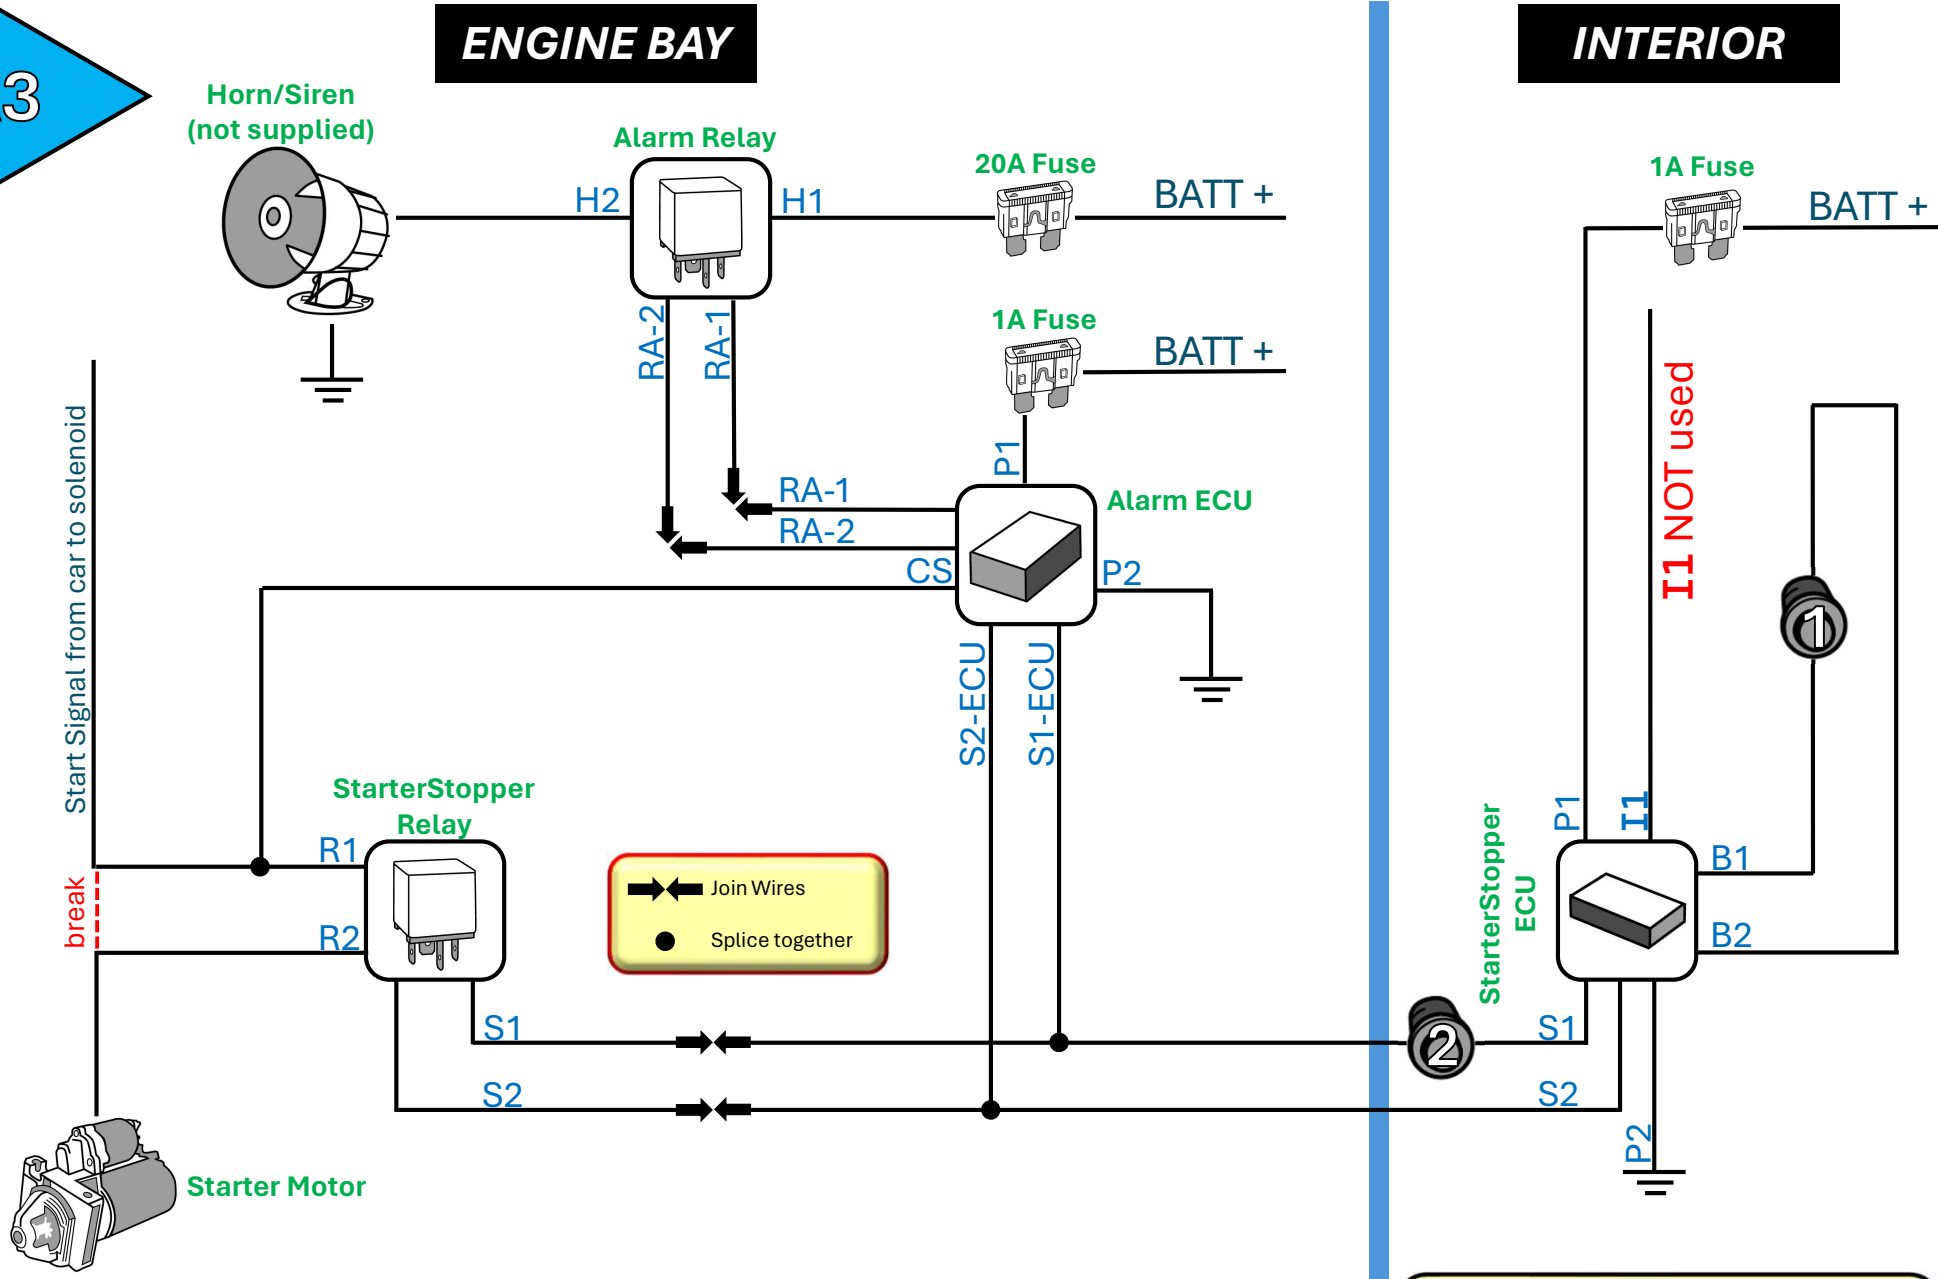 ENGINE BAY
INTERIOR
3
Horn/Siren
(not supplied)
Alarm Relay
20A Fuse
1A Fuse
H2
H1
BATT +
BATT +
RA-2
RA-1
1A Fuse
BATT +
Start Signal from car to solenoid
I1 NOT used
P1
RA-1
RA-2
Alarm ECU
CS
P2
1
S2-ECU
S1-ECU
StarterStopper
Relay
P1
I1
R1
break
R2
Join Wires
Splice together
StarterStopper
ECU
B1
B2
S1
2
S1
S2
S2
P2
Starter Motor